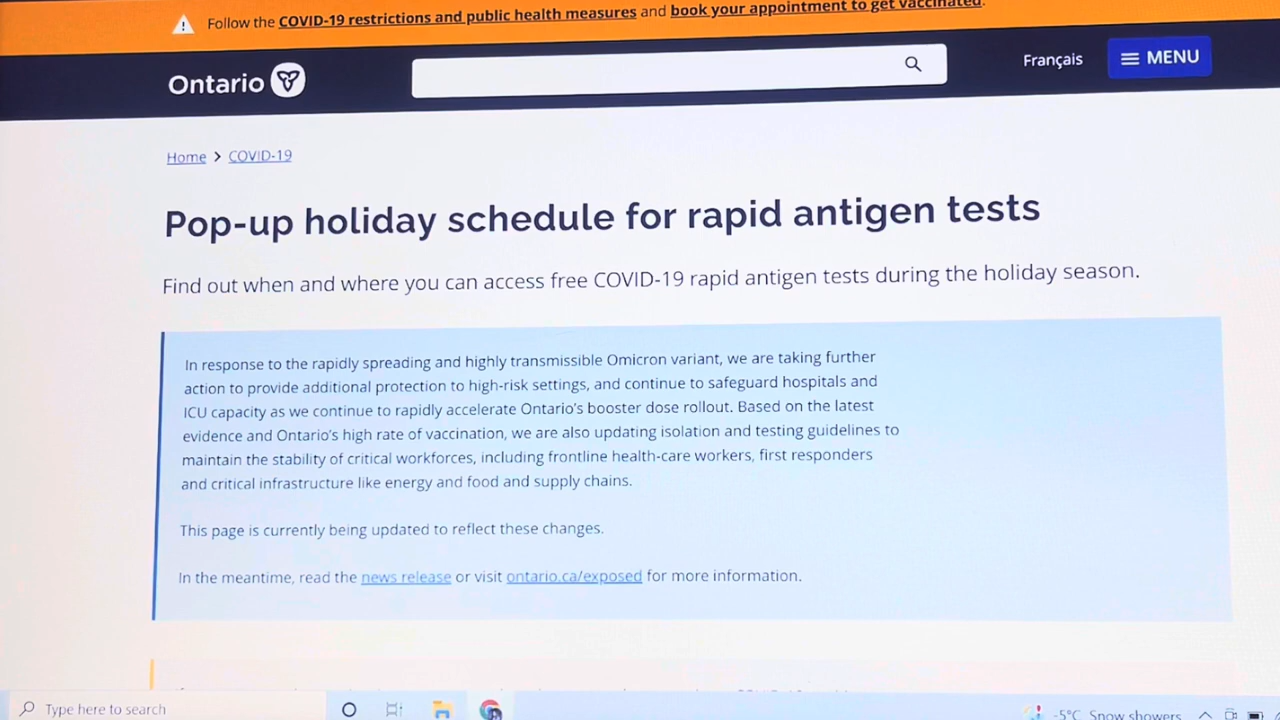 Follow the COVID-19 restrictions and public health measures and book your appointment to get vaccinated.
Ontario
Français
MENU
Home > COVID-19
Pop-up holiday schedule for rapid antigen tests
Find out when and where you can access free COVID-19 rapid antigen tests during the holiday season.
In response to the rapidly spreading and highly transmissible Omicron variant, we are taking further
action to provide additional protection to high-risk settings, and continue to safeguard hospitals and
ICU capacity as we continue to rapidly accelerate Ontario's booster dose rollout. Based on the latest
evidence and Ontario's high rate of vaccination, we are also updating isolation and testing guidelines to
maintain the stability of critical workforces, including frontline health-care workers, first responders
and critical infrastructure like energy and food and supply chains.
This page is currently being updated to reflect these changes.
In the meantime, read the news release or visit ontario.ca/exposed for more information.
Type here to search
-5°C Snow showers